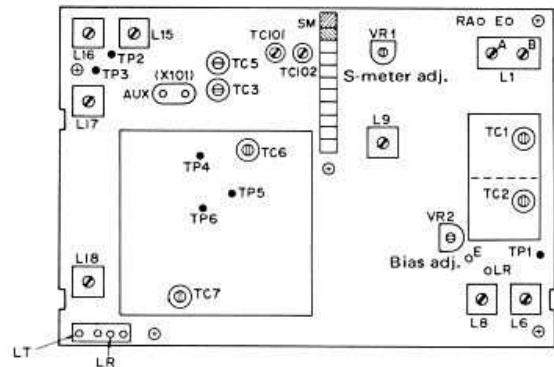 SM
RA E
L16
L15
TP2
TP3
TC101
TC102
VR1
S-meter adj.
A B
L1
TC5
(X101)
AUX
TC3
L17
L9
TC1
TC6
TP4
TP5
TP6
TC2
VR2
Bias adj.
E
TP1
LR
L18
TC7
L8
L6
LT
LR